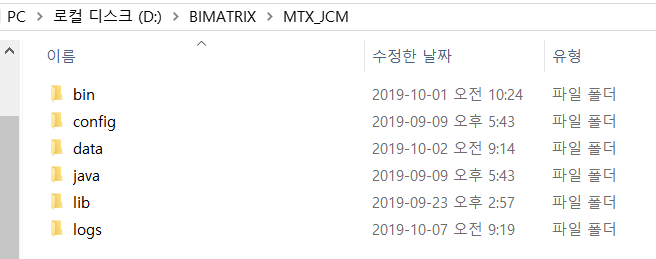 PC > 로컬 디스크 (D:) > BIMATRIX > MTX_JCM
이름 수정한 날짜 유형
bin 2019-10-01 오전 10:24 파일 폴더
config 2019-09-09 오후 5:43 파일 폴더
data 2019-10-02 오전 9:14 파일 폴더
java 2019-09-09 오후 5:43 파일 폴더
lib 2019-09-23 오후 2:57 파일 폴더
logs 2019-10-07 오전 9:19 파일 폴더